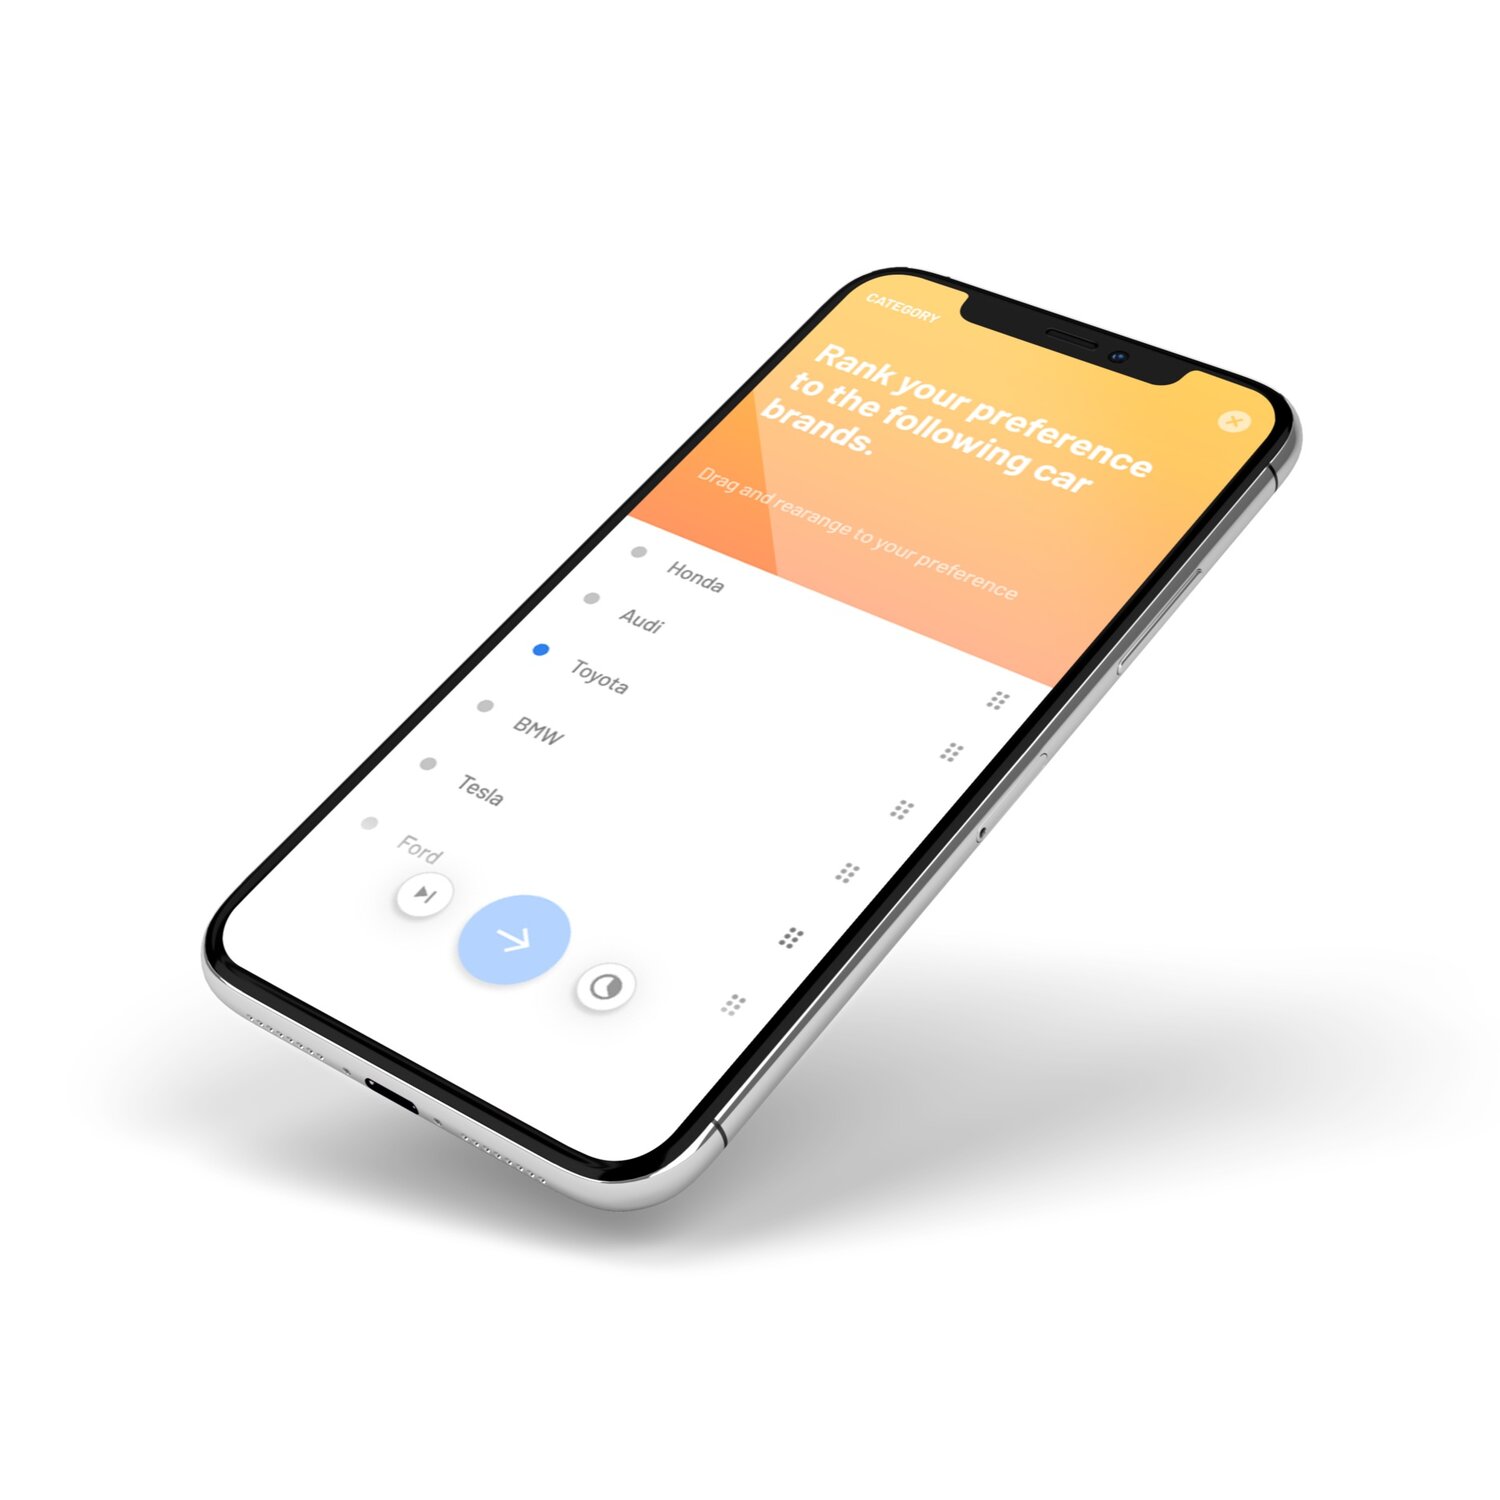 CATEGORY
Rank your preference
to the following car
brands.
Drag and rearange to your preference
Honda
Audi
Toyota
BMW
Tesla
Ford